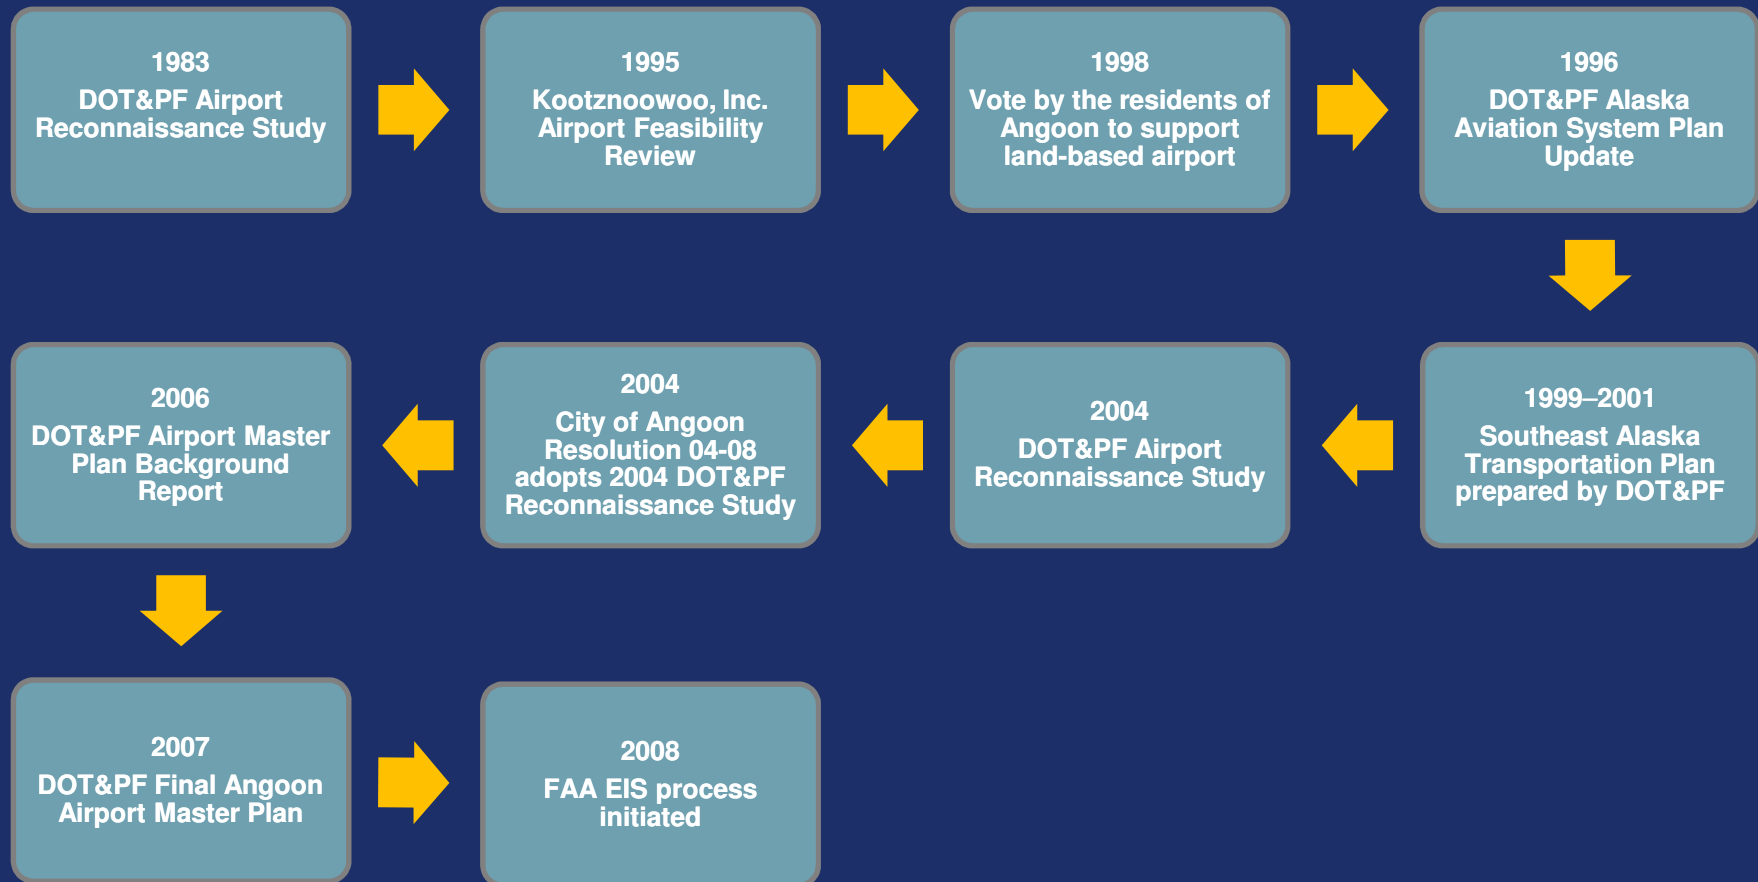 1983
DOT&PF Airport
Reconnaissance Study
1995
Kootznoowoo, Inc.
Airport Feasibility
Review
1998
Vote by the residents of
Angoon to support
land-based airport
1996
DOT&PF Alaska
Aviation System Plan
Update
1999–2001
Southeast Alaska
Transportation Plan
prepared by DOT&PF
2004
DOT&PF Airport
Reconnaissance Study
2004
City of Angoon
Resolution 04-08
adopts 2004 DOT&PF
Reconnaissance Study
2006
DOT&PF Airport Master
Plan Background
Report
2007
DOT&PF Final Angoon
Airport Master Plan
2008
FAA EIS process
initiated